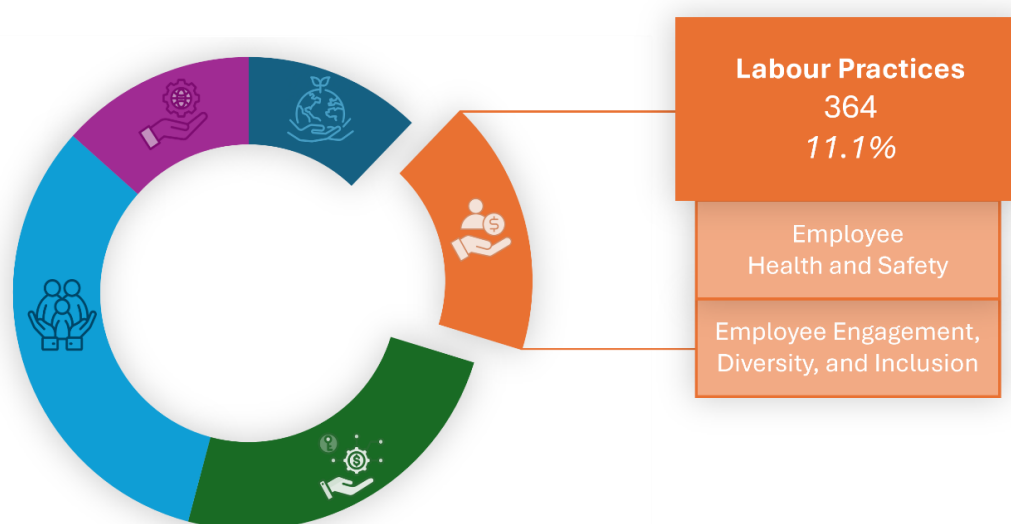 Labour Practices
364
11.1%
Employee
Health and Safety
Employee Engagement,
Diversity, and Inclusion
$
$